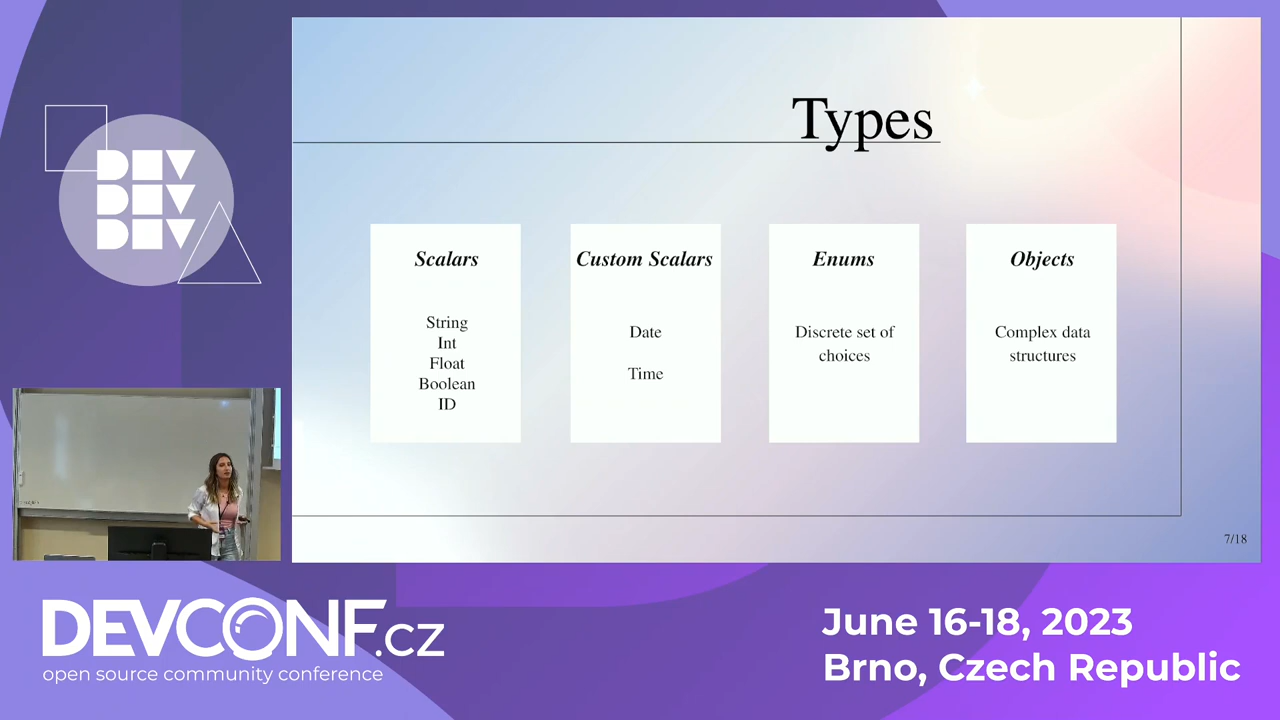 DEV
DEV
DEV
Types
Scalars
String
Int
Float
Boolean
ID
Custom Scalars
Date
Time
Enums
Discrete set of
choices
Objects
Complex data
structures
7/18
DEVCONF.cz
open source community conference
June 16-18, 2023
Brno, Czech Republic